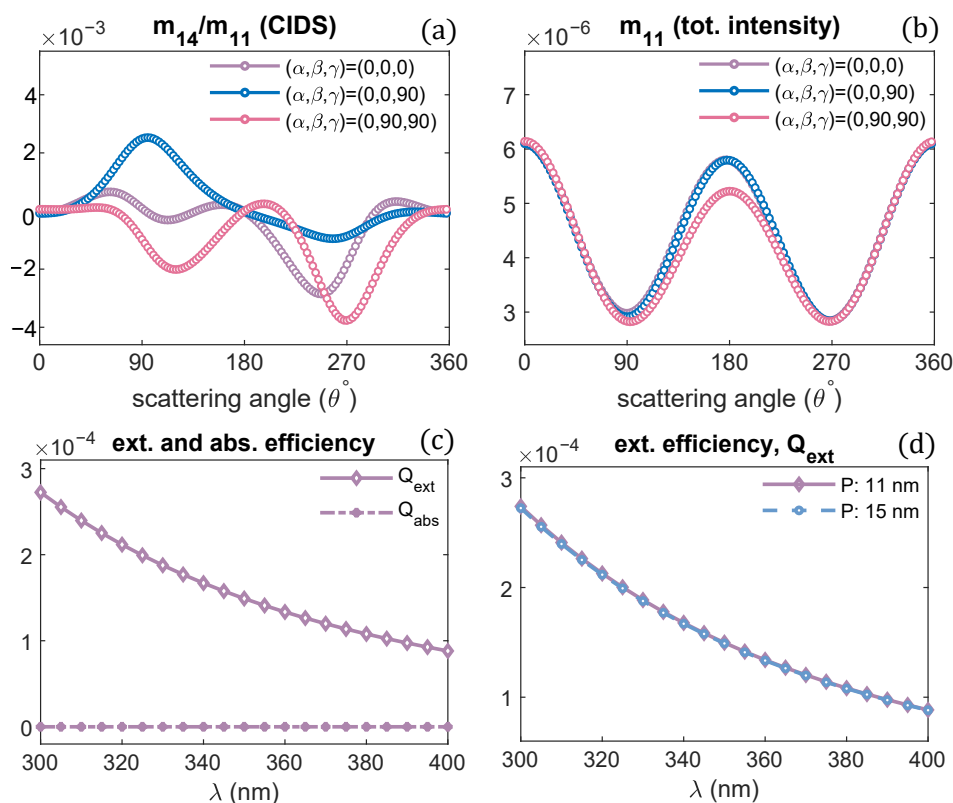 m14/m11 (CIDS) (a)
×10−3
(α,β,γ)=(0,0,0)
(α,β,γ)=(0,0,90)
(α,β,γ)=(0,90,90)
4
2
0
−2
−4
0 90 180 270 360
scattering angle (θ°)
m11 (tot. intensity) (b)
×10−6
(α,β,γ)=(0,0,0)
(α,β,γ)=(0,0,90)
(α,β,γ)=(0,90,90)
7
6
5
4
3
0 90 180 270 360
scattering angle (θ°)
ext. and abs. efficiency (c)
×10−4
Qext
Qabs
3
2
1
0
300 320 340 360 380 400
λ (nm)
ext. efficiency, Qext (d)
×10−4
P: 11 nm
P: 15 nm
3
2
1
300 320 340 360 380 400
λ (nm)